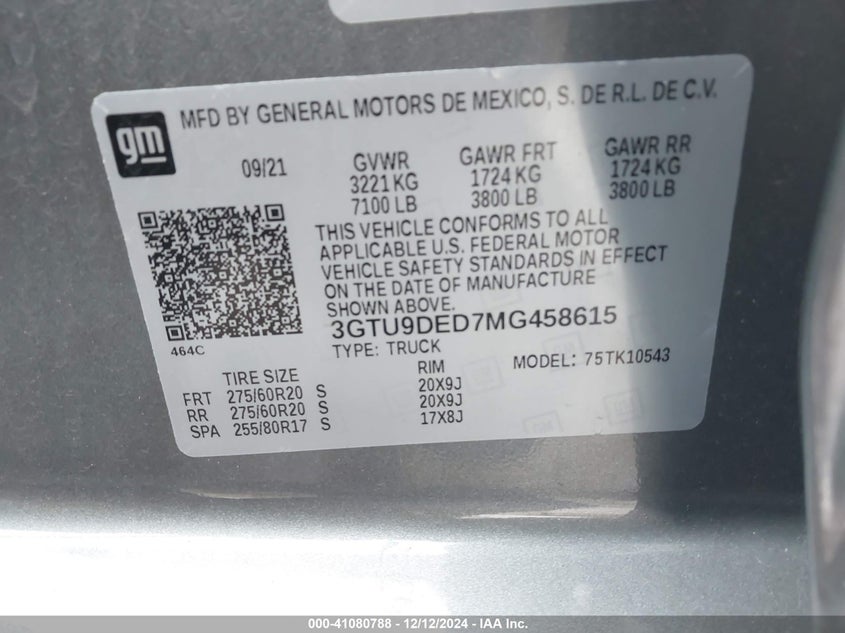 gm
MFD BY GENERAL MOTORS DE MEXICO, S. DE R.L. DE C.V.
09/21 GVWR GAWR FRT GAWR RR
3221 KG 1724 KG 1724 KG
7100 LB 3800 LB 3800 LB
THIS VEHICLE CONFORMS TO ALL
APPLICABLE U.S. FEDERAL MOTOR
VEHICLE SAFETY STANDARDS IN EFFECT
ON THE DATE OF MANUFACTURE
SHOWN ABOVE.
3GTU9DED7MG458615
464C
TYPE: TRUCK MODEL: 75TK10543
TIRE SIZE RIM
FRT 275/60R20 S 20X9J
RR 275/60R20 S 20X9J
SPA 255/80R17 S 17X8J
000-41080788 - 12/12/2024 - IAA Inc.